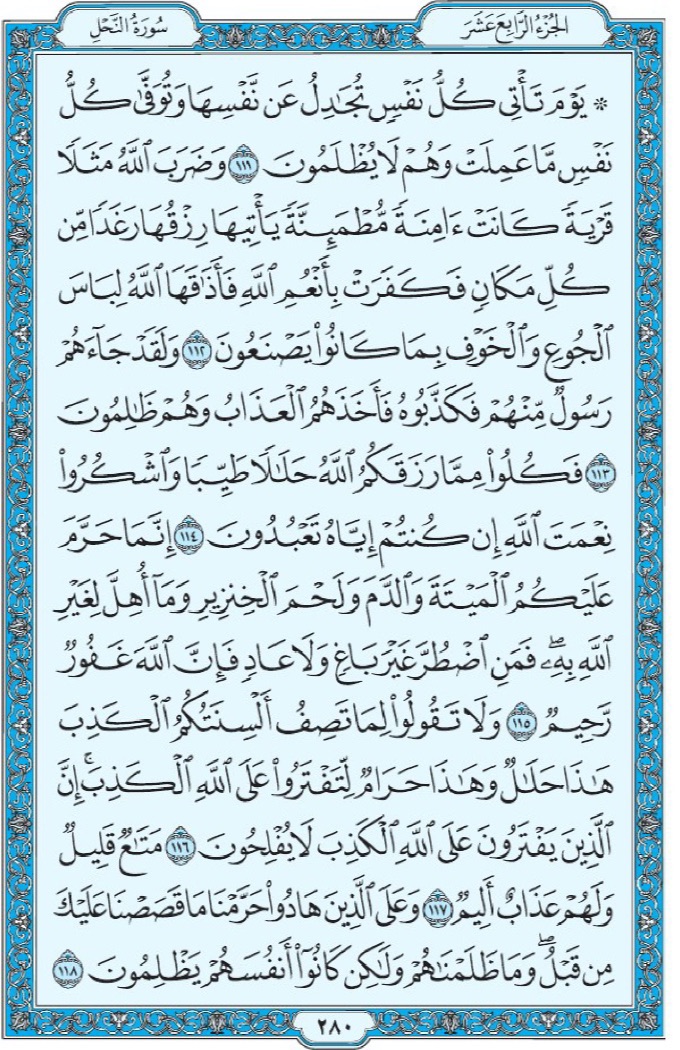 الجُزْءُ الرَّابِعَ عَشَرَ
سُورَةُ النَّحْلِ
۞ يَوْمَ تَأْتِي كُلُّ نَفْسٖ تُجَٰدِلُ عَن نَّفْسِهَا وَتُوَفَّىٰ كُلُّ
نَفْسٖ مَّا عَمِلَتْ وَهُمْ لَا يُظْلَمُونَ ١١١ وَضَرَبَ ٱللَّهُ مَثَلٗا
قَرْيَةٗ كَانَتْ ءَامِنَةٗ مُّطْمَئِنَّةٗ يَأْتِيهَا رِزْقُهَا رَغَدٗا مِّن
كُلِّ مَكَانٖ فَكَفَرَتْ بِأَنْعُمِ ٱللَّهِ فَأَذَٰقَهَا ٱللَّهُ لِبَاسَ
ٱلْجُوعِ وَٱلْخَوْفِ بِمَا كَانُوا۟ يَصْنَعُونَ ١١٢ وَلَقَدْ جَآءَهُمْ
رَسُولٞ مِّنْهُمْ فَكَذَّبُوهُ فَأَخَذَهُمُ ٱلْعَذَابُ وَهُمْ ظَٰلِمُونَ
١١٣ فَكُلُوا۟ مِمَّا رَزَقَكُمُ ٱللَّهُ حَلَٰلٗا طَيِّبٗا وَٱشْكُرُوا۟
نِعْمَتَ ٱللَّهِ إِن كُنتُمْ إِيَّاهُ تَعْبُدُونَ ١١٤ إِنَّمَا حَرَّمَ
عَلَيْكُمُ ٱلْمَيْتَةَ وَٱلدَّمَ وَلَحْمَ ٱلْخِنزِيرِ وَمَآ أُهِلَّ لِغَيْرِ
ٱللَّهِ بِهِۦۖ فَمَنِ ٱضْطُرَّ غَيْرَ بَاغٖ وَلَا عَادٖ فَإِنَّ ٱللَّهَ غَفُورٞ
رَّحِيمٞ ١١٥ وَلَا تَقُولُوا۟ لِمَا تَصِفُ أَلْسِنَتُكُمُ ٱلْكَذِبَ
هَٰذَا حَلَٰلٞ وَهَٰذَا حَرَامٞ لِّتَفْتَرُوا۟ عَلَى ٱللَّهِ ٱلْكَذِبَۚ إِنَّ
ٱلَّذِينَ يَفْتَرُونَ عَلَى ٱللَّهِ ٱلْكَذِبَ لَا يُفْلِحُونَ ١١٦ مَتَٰعٞ قَلِيلٞ
وَلَهُمْ عَذَابٌ أَلِيمٞ ١١٧ وَعَلَى ٱلَّذِينَ هَادُوا۟ حَرَّمْنَا مَا قَصَصْنَا عَلَيْكَ
مِن قَبْلُۖ وَمَا ظَلَمْنَٰهُمْ وَلَٰكِن كَانُوٓا۟ أَنفُسَهُمْ يَظْلِمُونَ ١١٨
٢٨٠